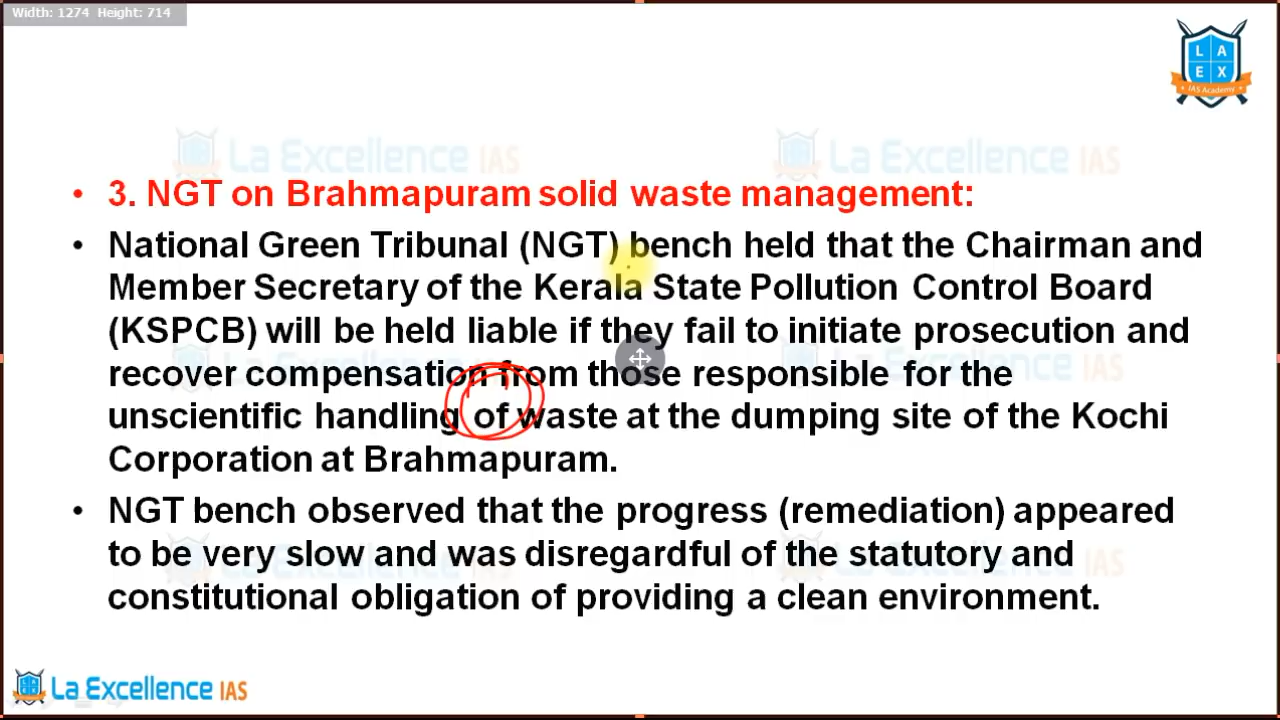 Width: 1274 Height: 714
L A
E X
IAS Academy
La Excellence IAS
La Excellence IAS
• 3. NGT on Brahmapuram solid waste management:
• National Green Tribunal (NGT) bench held that the Chairman and
Member Secretary of the Kerala State Pollution Control Board
(KSPCB) will be held liable if they fail to initiate prosecution and
recover compensation from those responsible for the
unscientific handling of waste at the dumping site of the Kochi
Corporation at Brahmapuram.
• NGT bench observed that the progress (remediation) appeared
to be very slow and was disregardful of the statutory and
constitutional obligation of providing a clean environment.
La Excellence IAS